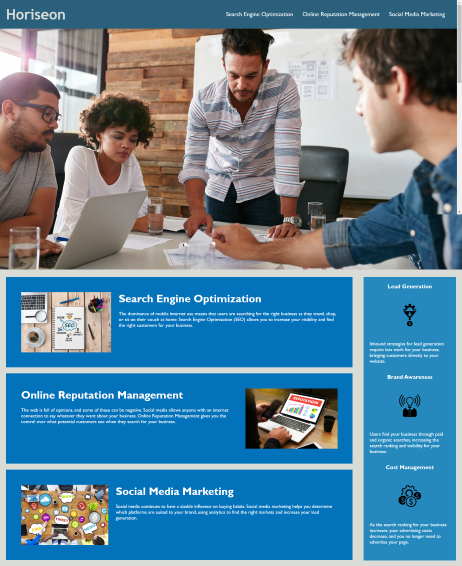 Horiseon
Search Engine Optimization Online Reputation Management Social Media Marketing
Search Engine Optimization
The dominance of mobile internet use means that users are searching for the right business as they travel, shop,
or sit on their couch at home. Search Engine Optimization (SEO) allows you to increase your visibility and find
the right customers for your business.
SEO
Online Reputation Management
The web is full of opinions, and some of these can be negative. Social media allows anyone with an internet
connection to say whatever they want about your business. Online Reputation Management gives you the
control over what potential customers see when they search for your business.
REPUTATION
Social Media Marketing
Social media continues to have a sizable influence on buying habits. Social media marketing helps you determine
which platforms are suited to your brand, using analytics to find the right markets and increase your lead
generation.
Lead Generation
Inbound strategies for lead generation
require less work for your business,
bringing customers directly to your
website.
Brand Awareness
Users find your business through paid
and organic searches, increasing the
search ranking and visibility for your
business.
Cost Management
As the search ranking for your business
increases, your advertising costs
decrease, and you no longer need to
advertise your page.